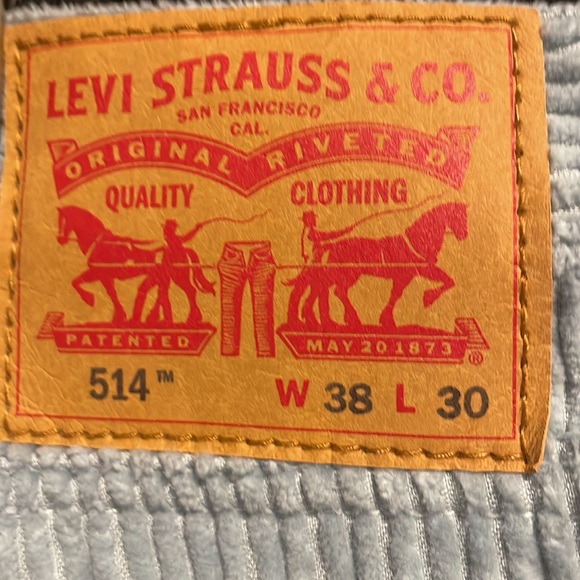 LEVI STRAUSS & CO.
SAN FRANCISCO
CAL.
ORIGINAL RIVETED
QUALITY CLOTHING
PATENTED MAY 20 1873 ®
514™ W 38 L 30